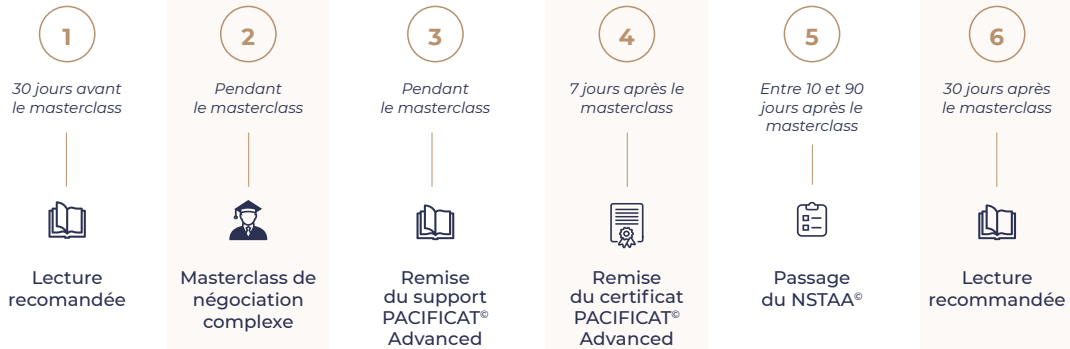 1
30 jours avant
le masterclass
Lecture
recomandée
2
Pendant
le masterclass
Masterclass de
négociation
complexe
3
Pendant
le masterclass
Remise
du support
PACIFICAT©
Advanced
4
7 jours après le
masterclass
Remise
du certificat
PACIFICAT©
Advanced
5
Entre 10 et 90
jours après le
masterclass
Passage
du NSTAA©
6
30 jours après
le masterclass
Lecture
recommandée